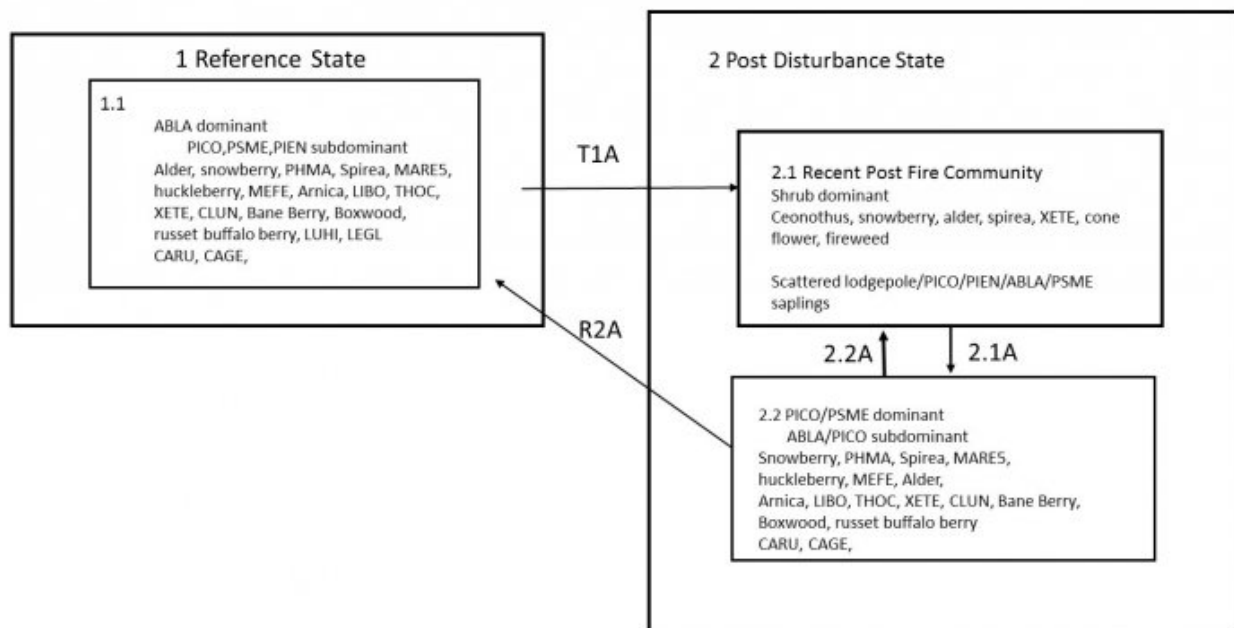 1 Reference State
1.1
ABLA dominant
PICO,PSME,PIEN subdominant
Alder, snowberry, PHMA, Spirea, MARE5,
huckleberry, MEFE, Arnica, LIBO, THOC,
XETE, CLUN, Bane Berry, Boxwood,
russet buffalo berry, LUHI, LEGL
CARU, CAGE,
T1A
R2A
2 Post Disturbance State
2.1 Recent Post Fire Community
Shrub dominant
Ceonothus, snowberry, alder, spirea, XETE, cone
flower, fireweed
Scattered lodgepole/PICO/PIEN/ABLA/PSME
saplings
2.2A
2.1A
2.2 PICO/PSME dominant
ABLA/PICO subdominant
Snowberry, PHMA, Spirea, MARE5,
huckleberry, MEFE, Alder,
Arnica, LIBO, THOC, XETE, CLUN, Bane Berry,
Boxwood, russet buffalo berry
CARU, CAGE,